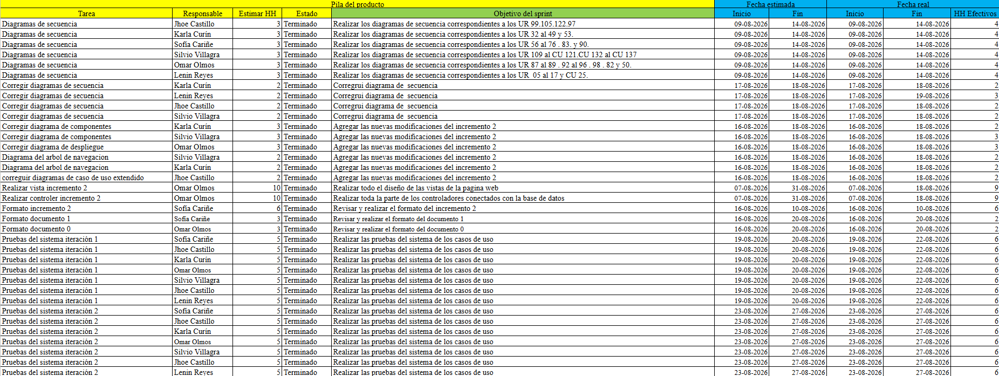 Pila del producto Fecha estimada Fecha real
Tarea Responsable Estimar HH Estado Objetivo del sprint Inicio Fin Inicio Fin HH Efectivos
Diagramas de secuencia Jhoe Castillo 3 Terminado Realizar los diagramas de secuencia correspondientes a los UR 99.105.122.97 09-08-2026 14-08-2026 09-08-2026 14-08-2026 4
Diagramas de secuencia Karla Curín 3 Terminado Realizar los diagramas de secuencia correspondientes a los UR 32 al 49 y 53. 09-08-2026 14-08-2026 09-08-2026 14-08-2026 4
Diagramas de secuencia Sofía Cariñe 3 Terminado Realizar los diagramas de secuencia correspondientes a los UR 56 al 76 . 83. y 90. 09-08-2026 14-08-2026 09-08-2026 14-08-2026 4
Diagramas de secuencia Silvio Villagra 3 Terminado Realizar los diagramas de secuencia correspondientes a los UR 109 al CU 121.CU 132 al CU 137 09-08-2026 14-08-2026 09-08-2026 14-08-2026 4
Diagramas de secuencia Omar Olmos 3 Terminado Realizar los diagramas de secuencia correspondientes a los UR 87 al 89 . 92 al 96 . 98 . 82 y 50. 09-08-2026 14-08-2026 09-08-2026 14-08-2026 4
Diagramas de secuencia Lenin Reyes 3 Terminado Realizar los diagramas de secuencia correspondientes a los UR 05 al 17 y CU 25. 09-08-2026 14-08-2026 09-08-2026 14-08-2026 4
Corregir diagramas de secuencia Karla Curín 2 Terminado Corregrui diagrama de secuencia 17-08-2026 18-08-2026 17-08-2026 18-08-2026 2
Corregir diagramas de secuencia Lenin Reyes 2 Terminado Corregrui diagrama de secuencia 17-08-2026 18-08-2026 17-08-2026 19-08-2026 3
Corregir diagramas de secuencia Jhoe Castillo 2 Terminado Corregrui diagrama de secuencia 17-08-2026 18-08-2026 17-08-2026 18-08-2026 2
Corregir diagramas de secuencia Silvio Villagra 2 Terminado Corregrui diagrama de secuencia 17-08-2026 18-08-2026 17-08-2026 18-08-2026 2
Corregir diagrama de componentes Karla Curín 3 Terminado Agregar las nuevas modificaciones del incremento 2 16-08-2026 18-08-2026 16-08-2026 18-08-2026 2
Corregir diagrama de componentes Silvio Villagra 3 Terminado Agregar las nuevas modificaciones del incremento 2 16-08-2026 18-08-2026 16-08-2026 18-08-2026 3
Corregir diagrama de despliegue Omar Olmos 3 Terminado Agregar las nuevas modificaciones del incremento 2 16-08-2026 18-08-2026 16-08-2026 18-08-2026 3
Diagrama del arbol de navegacion Silvio Villagra 2 Terminado Agregar las nuevas modificaciones del incremento 2 16-08-2026 18-08-2026 16-08-2026 18-08-2026 2
Diagrama del arbol de navegacion Karla Curín 2 Terminado Agregar las nuevas modificaciones del incremento 2 16-08-2026 18-08-2026 16-08-2026 18-08-2026 2
correguir diagramas de caso de uso extendido Jhoe Castillo 2 Terminado Agregar las nuevas modificaciones del incremento 2 16-08-2026 18-08-2026 16-08-2026 18-08-2026 2
Realizar vista incremento 2 Omar Olmos 10 Terminado Realizar todo el diseño de las vistas de la pagina web 07-08-2026 31-08-2026 07-08-2026 18-08-2026 9
Realizar controler incremento 2 Omar Olmos 10 Terminado Realizar toda la parte de los controladores conectados con la base de datos 07-08-2026 31-08-2026 07-08-2026 18-08-2026 9
Formato incremento 2 Sofía Cariñe 6 Terminado Revisar y realizar el formato del incremento 2 16-08-2026 10-08-2026 16-08-2026 10-08-2026 6
Formato documento 1 Sofía Cariñe 3 Terminado Revisar y realizar el formato del documento 1 16-08-2026 20-08-2026 16-08-2026 20-08-2026 2
Formato documento 0 Omar Olmos 3 Terminado Revisar y realizar el formato del documento 0 16-08-2026 20-08-2026 16-08-2026 20-08-2026 2
Pruebas del sistema iteración 1 Sofía Cariñe 5 Terminado Realizar las pruebas del sistema de los casos de uso 19-08-2026 20-08-2026 19-08-2026 22-08-2026 6
Pruebas del sistema iteración 1 Jhoe Castillo 5 Terminado Realizar las pruebas del sistema de los casos de uso 19-08-2026 20-08-2026 19-08-2026 22-08-2026 6
Pruebas del sistema iteración 1 Karla Curín 5 Terminado Realizar las pruebas del sistema de los casos de uso 19-08-2026 20-08-2026 19-08-2026 22-08-2026 6
Pruebas del sistema iteración 1 Omar Olmos 5 Terminado Realizar las pruebas del sistema de los casos de uso 19-08-2026 20-08-2026 19-08-2026 22-08-2026 6
Pruebas del sistema iteración 1 Silvio Villagra 5 Terminado Realizar las pruebas del sistema de los casos de uso 19-08-2026 20-08-2026 19-08-2026 22-08-2026 6
Pruebas del sistema iteración 1 Jhoe Castillo 5 Terminado Realizar las pruebas del sistema de los casos de uso 19-08-2026 20-08-2026 19-08-2026 22-08-2026 6
Pruebas del sistema iteración 1 Lenin Reyes 5 Terminado Realizar las pruebas del sistema de los casos de uso 19-08-2026 20-08-2026 19-08-2026 22-08-2026 6
Pruebas del sistema iteración 2 Sofía Cariñe 5 Terminado Realizar las pruebas del sistema de los casos de uso 23-08-2026 27-08-2026 23-08-2026 27-08-2026 6
Pruebas del sistema iteración 2 Jhoe Castillo 5 Terminado Realizar las pruebas del sistema de los casos de uso 23-08-2026 27-08-2026 23-08-2026 27-08-2026 6
Pruebas del sistema iteración 2 Karla Curín 5 Terminado Realizar las pruebas del sistema de los casos de uso 23-08-2026 27-08-2026 23-08-2026 27-08-2026 6
Pruebas del sistema iteración 2 Omar Olmos 5 Terminado Realizar las pruebas del sistema de los casos de uso 23-08-2026 27-08-2026 23-08-2026 27-08-2026 6
Pruebas del sistema iteración 2 Silvio Villagra 5 Terminado Realizar las pruebas del sistema de los casos de uso 23-08-2026 27-08-2026 23-08-2026 27-08-2026 6
Pruebas del sistema iteración 2 Jhoe Castillo 5 Terminado Realizar las pruebas del sistema de los casos de uso 23-08-2026 27-08-2026 23-08-2026 27-08-2026 6
Pruebas del sistema iteración 2 Lenin Reyes 5 Terminado Realizar las pruebas del sistema de los casos de uso 23-08-2026 27-08-2026 23-08-2026 27-08-2026 6